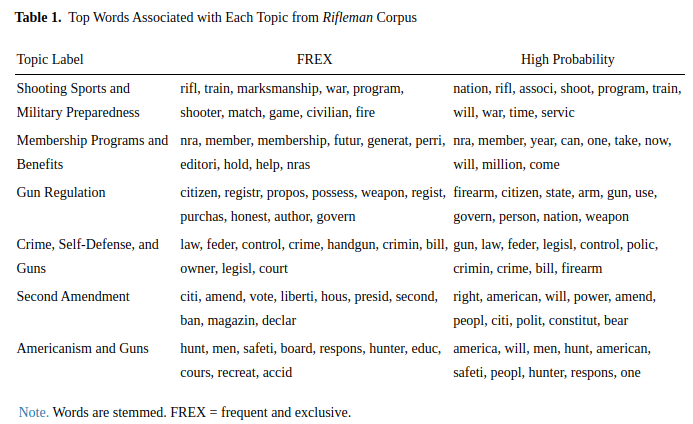 Table 1. Top Words Associated with Each Topic from Rifleman Corpus
Topic Label FREX High Probability
Shooting Sports and rifl, train, marksmanship, war, program, nation, rifl, associ, shoot, program, train,
Military Preparedness shooter, match, game, civilian, fire will, war, time, servic
Membership Programs and nra, member, membership, futur, generat, perri, nra, member, year, can, one, take, now,
Benefits editori, hold, help, nras will, million, come
Gun Regulation citizen, registr, propos, possess, weapon, regist, firearm, citizen, state, arm, gun, use,
purchas, honest, author, govern govern, person, nation, weapon
Crime, Self-Defense, and law, feder, control, crime, handgun, crimin, bill, gun, law, feder, legisl, control, polic,
Guns owner, legisl, court crimin, crime, bill, firearm
Second Amendment citi, amend, vote, liberti, hous, presid, second, right, american, will, power, amend,
ban, magazin, declar peopl, citi, polit, constitut, bear
Americanism and Guns hunt, men, safeti, board, respons, hunter, educ, america, will, men, hunt, american,
cours, recreat, accid safeti, peopl, hunter, respons, one
Note. Words are stemmed. FREX = frequent and exclusive.